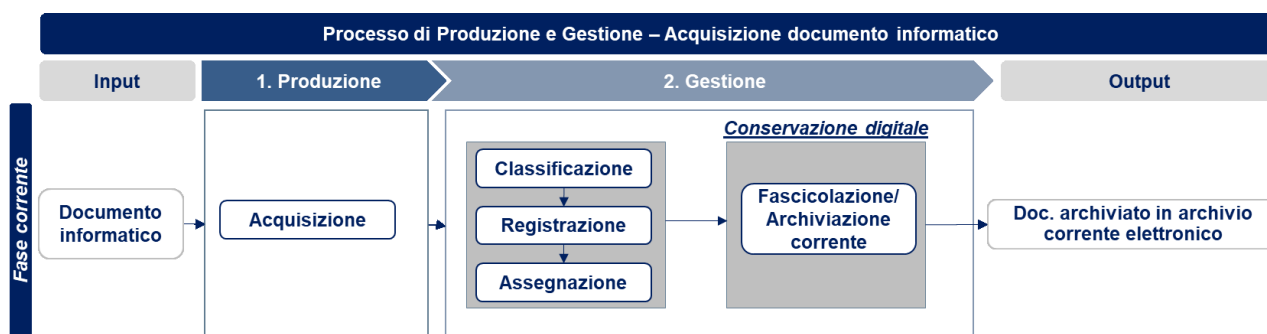 Processo di Produzione e Gestione – Acquisizione documento informatico
Input
1. Produzione
2. Gestione
Output
Fase corrente
Documento
informatico
Acquisizione
Classificazione
Registrazione
Assegnazione
Conservazione digitale
Fascicolazione/
Archiviazione
corrente
Doc. archiviato in archivio
corrente elettronico